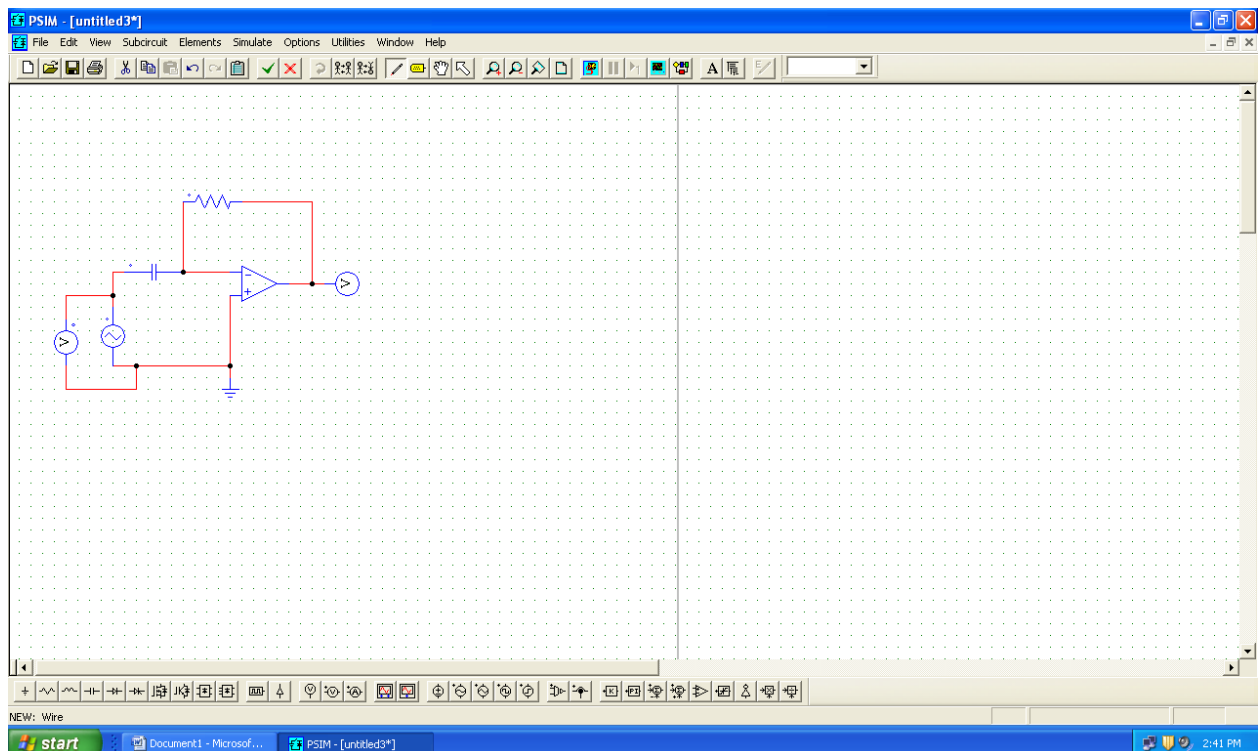 PSIM - [untitled3*]
File Edit View Subcircuit Elements Simulate Options Utilities Window Help
NEW: Wire
start Document1 - Microsof... PSIM - [untitled3*] 2:41 PM